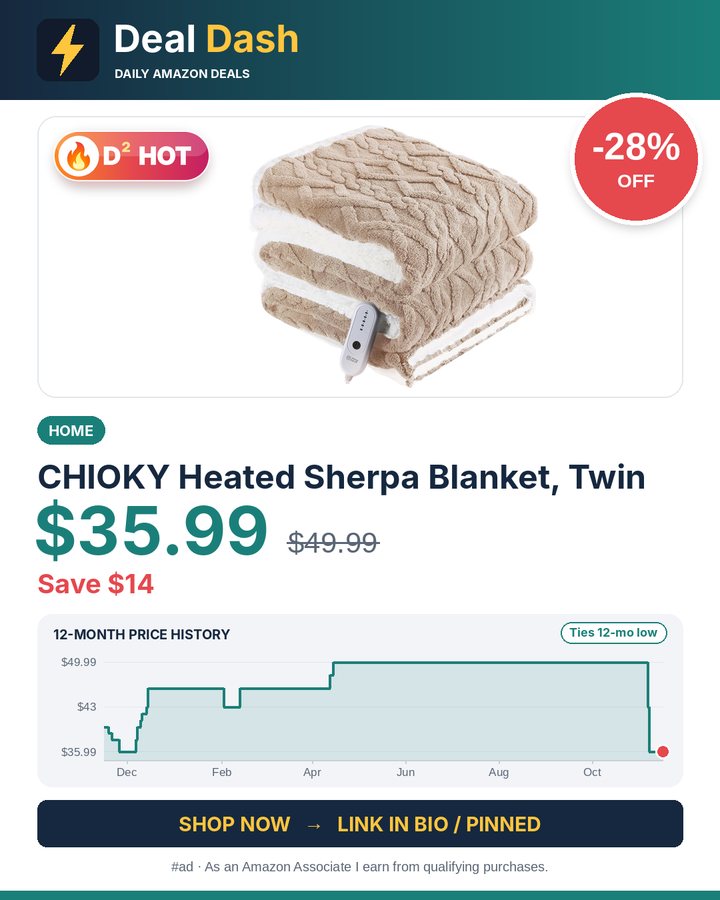 Deal Dash
DAILY AMAZON DEALS
D² HOT
-28%
OFF
HOME
CHIOKY Heated Sherpa Blanket, Twin
$35.99 $49.99
Save $14
12-MONTH PRICE HISTORY
Ties 12-mo low
$49.99
$43
$35.99
Dec Feb Apr Jun Aug Oct
SHOP NOW → LINK IN BIO / PINNED
#ad · As an Amazon Associate I earn from qualifying purchases.